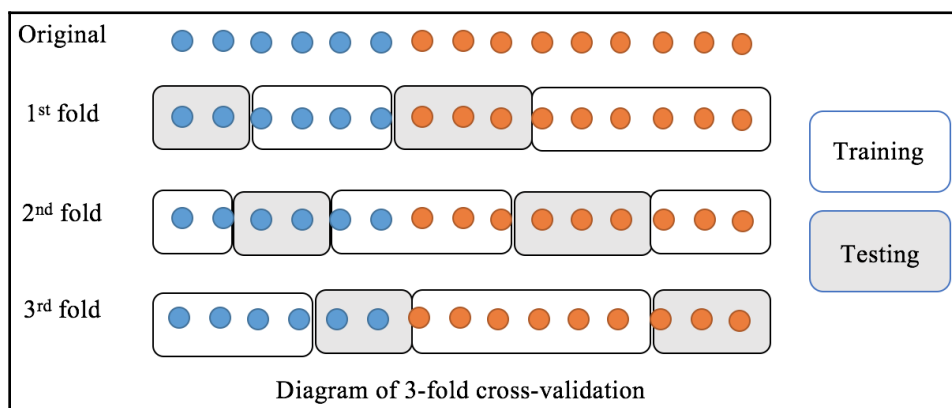 Original
1st fold
Training
2nd fold
Testing
3rd fold
Diagram of 3-fold cross-validation